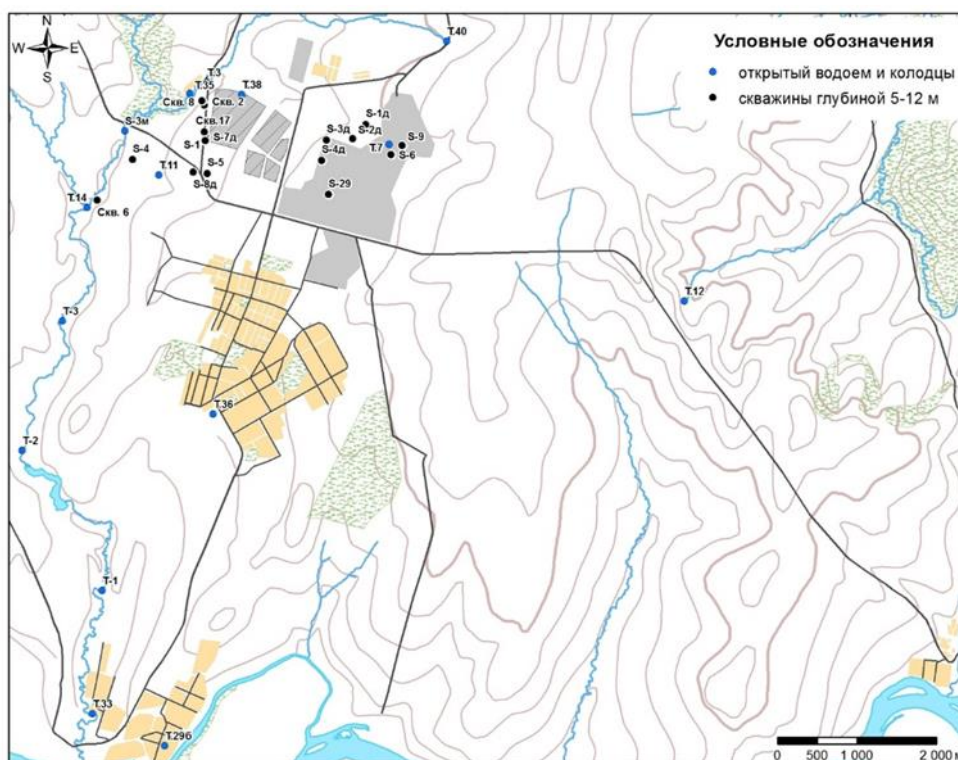 N
W E
S
Условные обозначения
открытый водоем и колодцы
скважины глубиной 5-12 м
Т.40
Т.3
Т.35
Т.38
Скв. 8
Скв. 2
S-3м
Скв.17
S-1
S-7д
S-4
Т.11
S-5
S-8д
Т.14
Скв. 6
S-1д
S-3д
S-2д
S-4д
Т.7
S-9
S-6
S-29
Т.12
Т-3
Т.36
Т-2
Т-1
Т.33
Т.29б
0 500 1 000 2 000 м